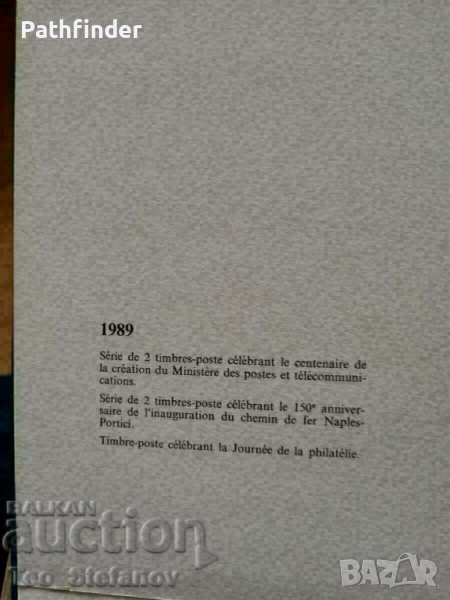 Pathfinder
1989
Série de 2 timbres-poste célébrant le centenaire de
la création du Ministère des postes et télécommuni-
cations.
Série de 2 timbres-poste célébrant le 150e anniver-
saire de l'inauguration du chemin de fer Naples-
Portici.
Timbre-poste célébrant la Journée de la philatélie.
BALKAN
auction
Leo Stefanov
BAZAR